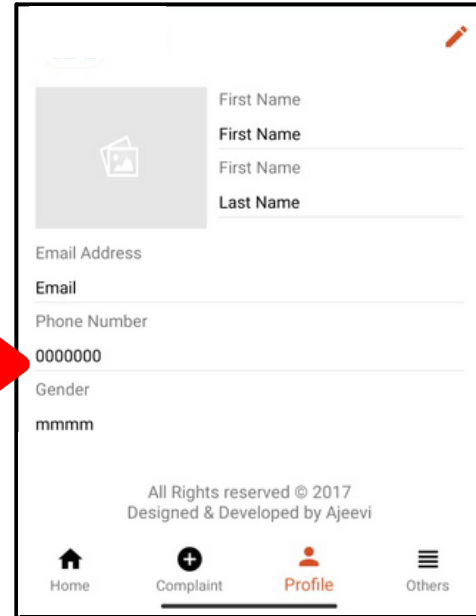 First Name
First Name
First Name
Last Name
Email Address
Email
Phone Number
0000000
Gender
mmmm
All Rights reserved © 2017
Designed & Developed by Ajeevi
Home Complaint Profile Others